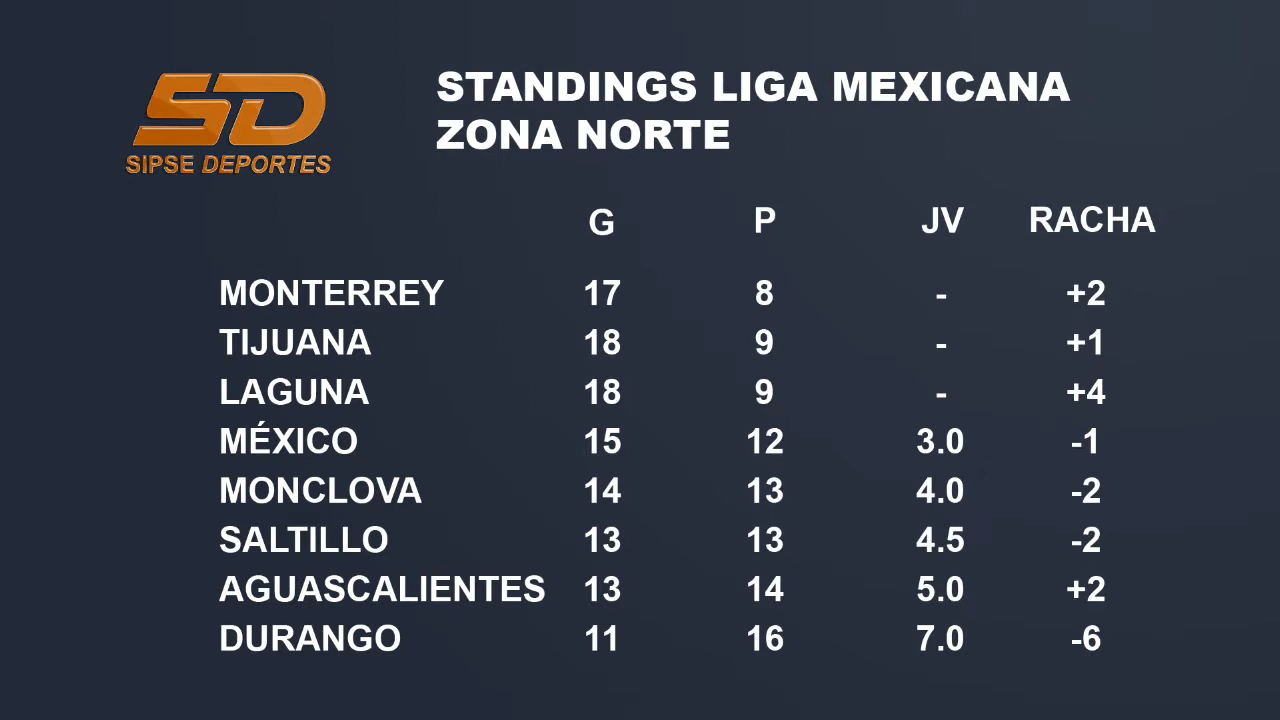 SD
SIPSE DEPORTES
STANDINGS LIGA MEXICANA
ZONA NORTE
G P JV RACHA
MONTERREY 17 8 - +2
TIJUANA 18 9 - +1
LAGUNA 18 9 - +4
MÉXICO 15 12 3.0 -1
MONCLOVA 14 13 4.0 -2
SALTILLO 13 13 4.5 -2
AGUASCALIENTES 13 14 5.0 +2
DURANGO 11 16 7.0 -6